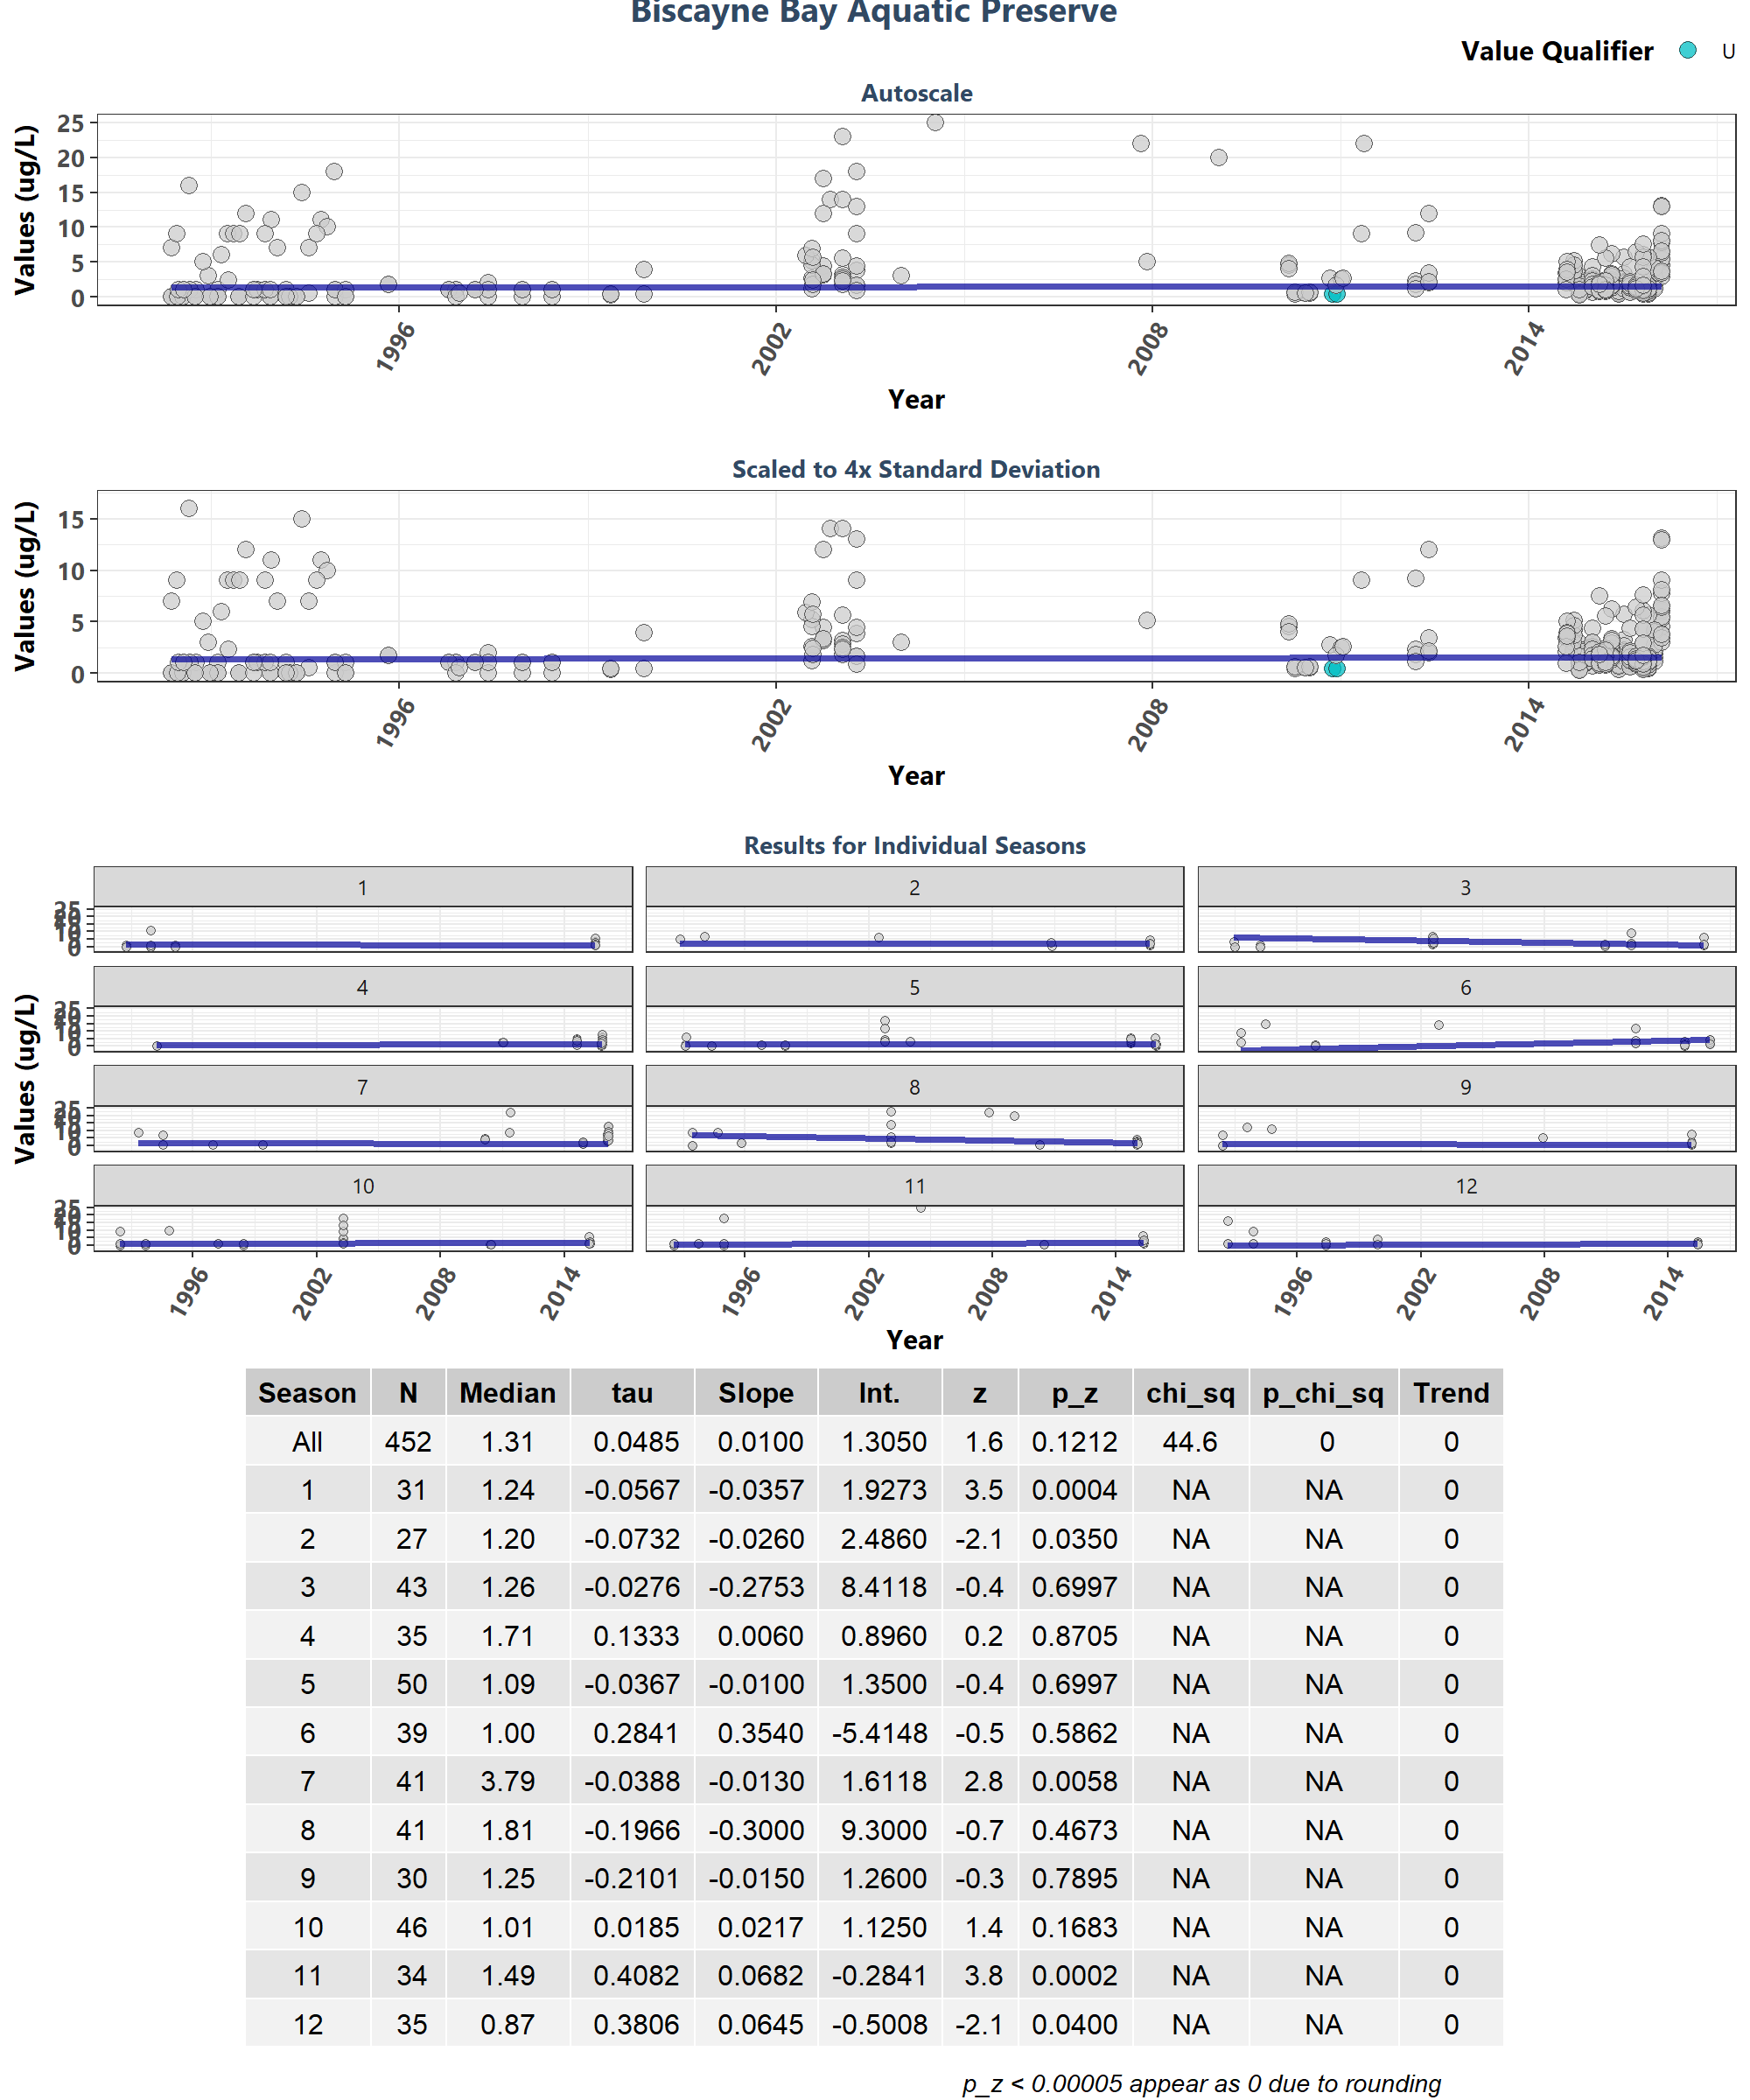 Biscayne Bay Aquatic Preserve
Value Qualifier U
Autoscale
Values (ug/L)
25
20
15
10
5
0
1996 2002 2008 2014
Year
Scaled to 4x Standard Deviation
Values (ug/L)
15
10
5
0
1996 2002 2008 2014
Year
Results for Individual Seasons
Values (ug/L)
1 2 3
4 5 6
7 8 9
10 11 12
1996 2002 2008 2014 1996 2002 2008 2014 1996 2002 2008 2014
Year
Season N Median tau Slope Int. z p_z chi_sq p_chi_sq Trend
All 452 1.31 0.0485 0.0100 1.3050 1.6 0.1212 44.6 0 0
1 31 1.24 -0.0567 -0.0357 1.9273 3.5 0.0004 NA NA 0
2 27 1.20 -0.0732 -0.0260 2.4860 -2.1 0.0350 NA NA 0
3 43 1.26 -0.0276 -0.2753 8.4118 -0.4 0.6997 NA NA 0
4 35 1.71 0.1333 0.0060 0.8960 0.2 0.8705 NA NA 0
5 50 1.09 -0.0367 -0.0100 1.3500 -0.4 0.6997 NA NA 0
6 39 1.00 0.2841 0.3540 -5.4148 -0.5 0.5862 NA NA 0
7 41 3.79 -0.0388 -0.0130 1.6118 2.8 0.0058 NA NA 0
8 41 1.81 -0.1966 -0.3000 9.3000 -0.7 0.4673 NA NA 0
9 30 1.25 -0.2101 -0.0150 1.2600 -0.3 0.7895 NA NA 0
10 46 1.01 0.0185 0.0217 1.1250 1.4 0.1683 NA NA 0
11 34 1.49 0.4082 0.0682 -0.2841 3.8 0.0002 NA NA 0
12 35 0.87 0.3806 0.0645 -0.5008 -2.1 0.0400 NA NA 0
p_z < 0.00005 appear as 0 due to rounding